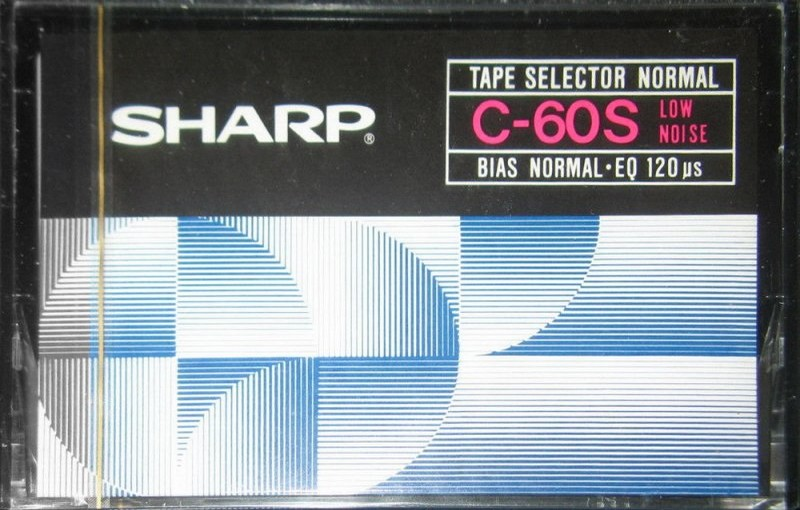 SHARP®
TAPE SELECTOR NORMAL
C-60S LOW NOISE
BIAS NORMAL·EQ 120 µs